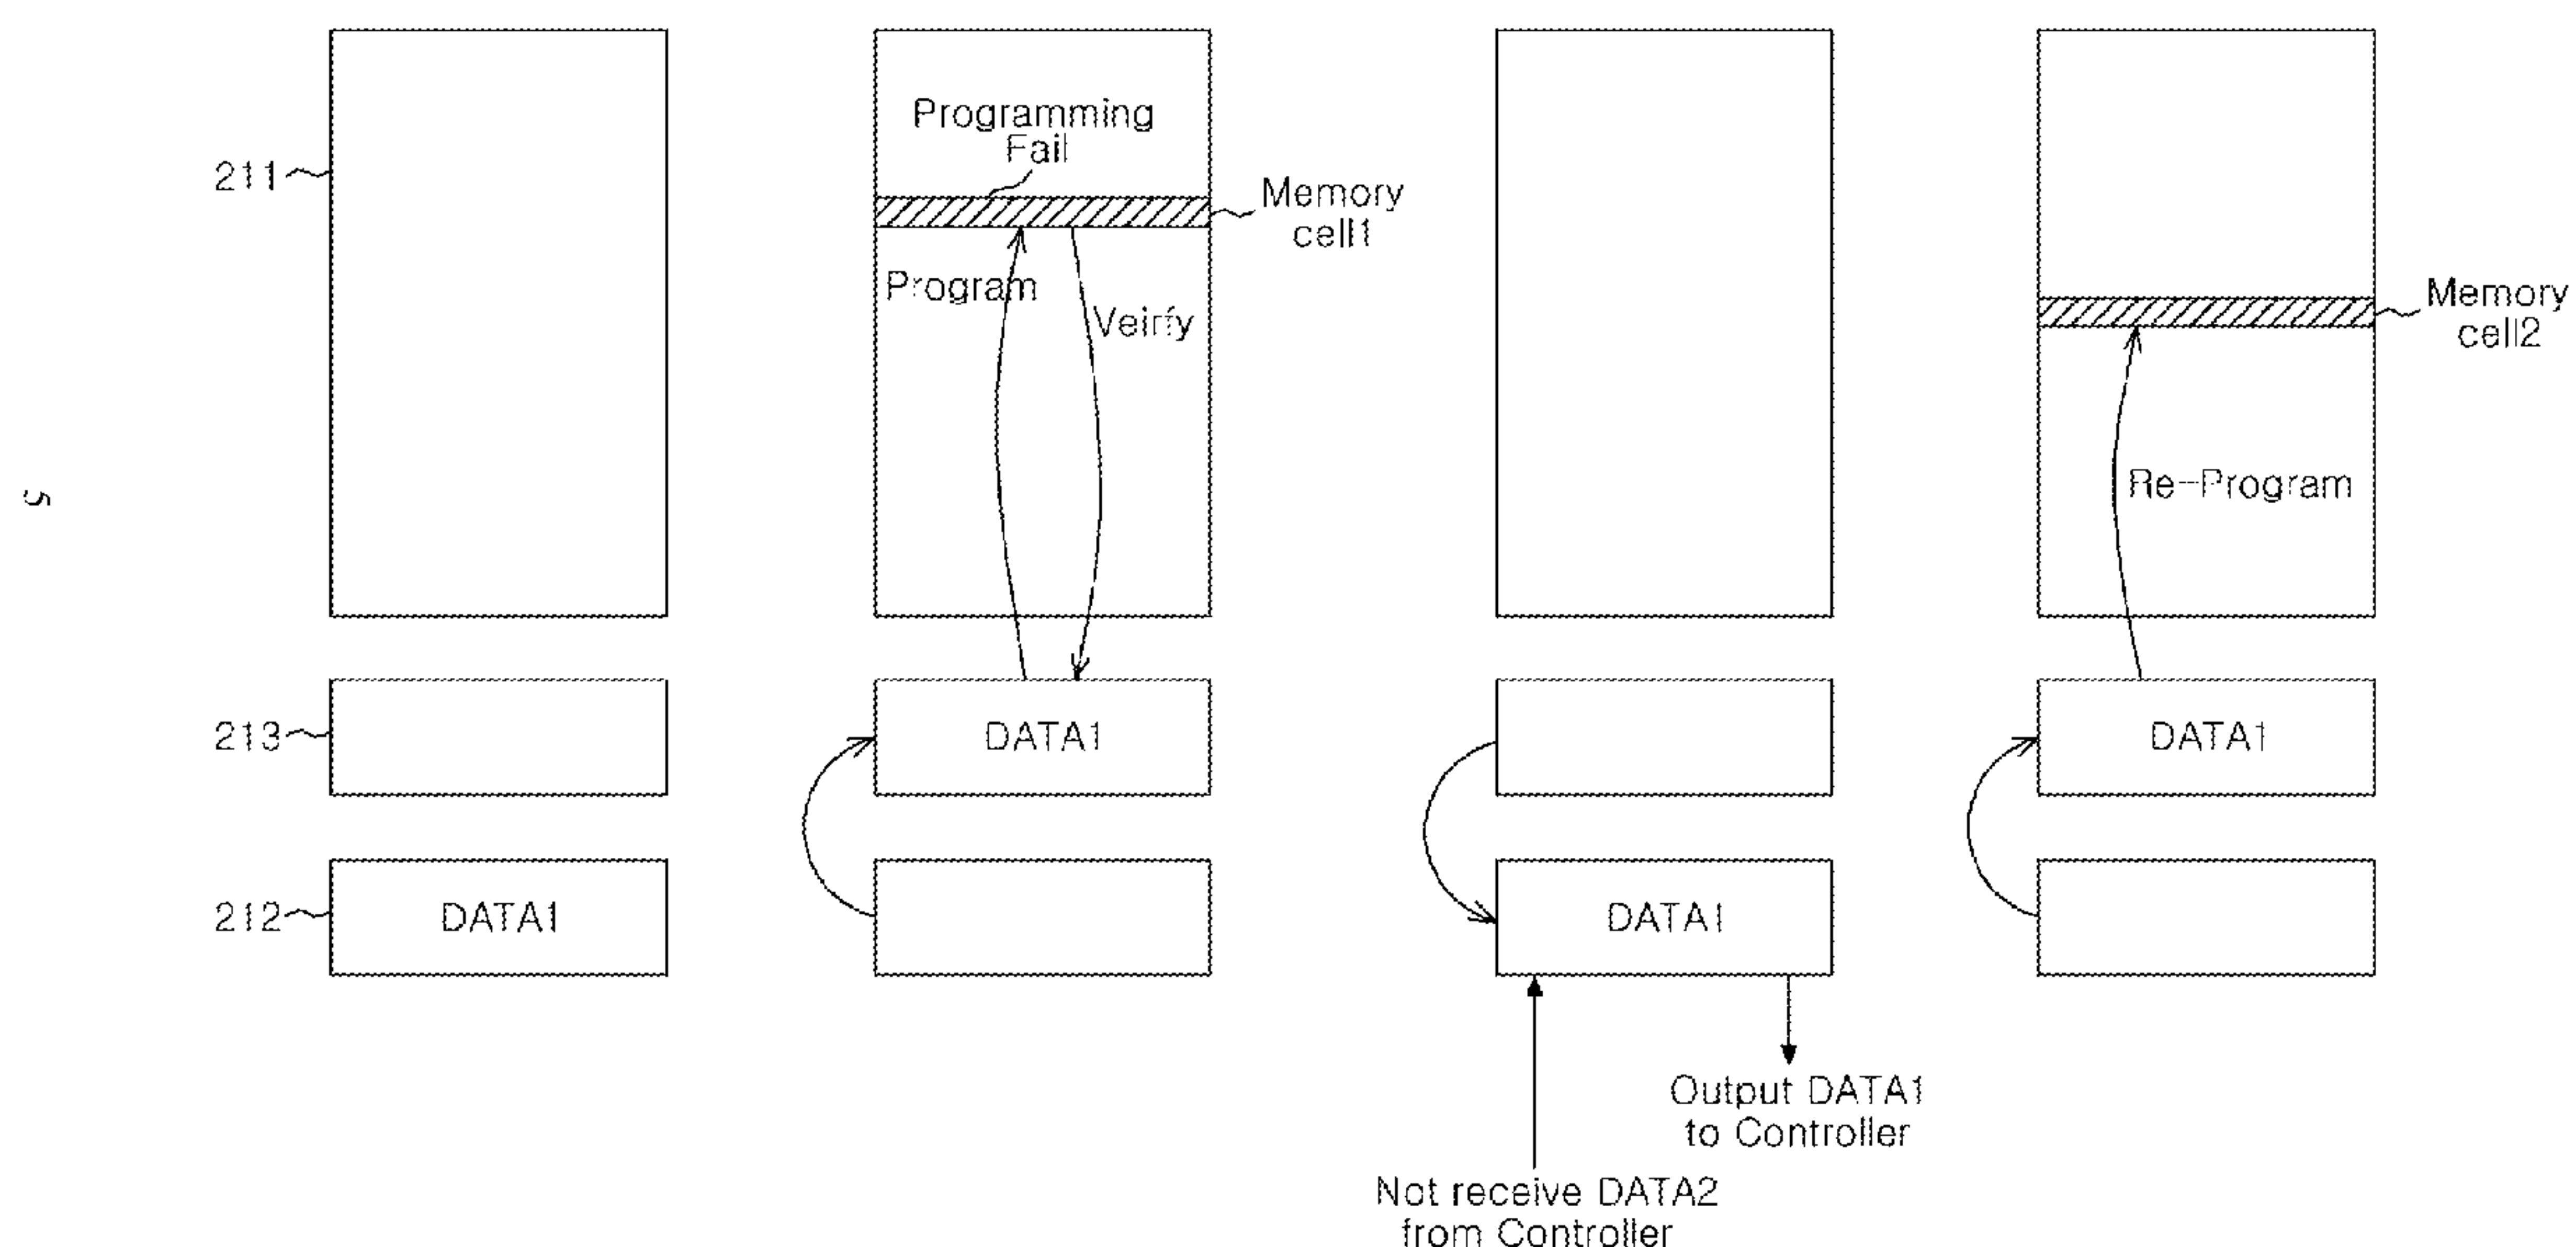 Programming
Fail
211
Memory
cell1
Program
Veirfy
Memory
cell2
Re-Program
5
213
DATA1
DATA1
212
DATA1
DATA1
Output DATA1
to Controller
Not receive DATA2
from Controller